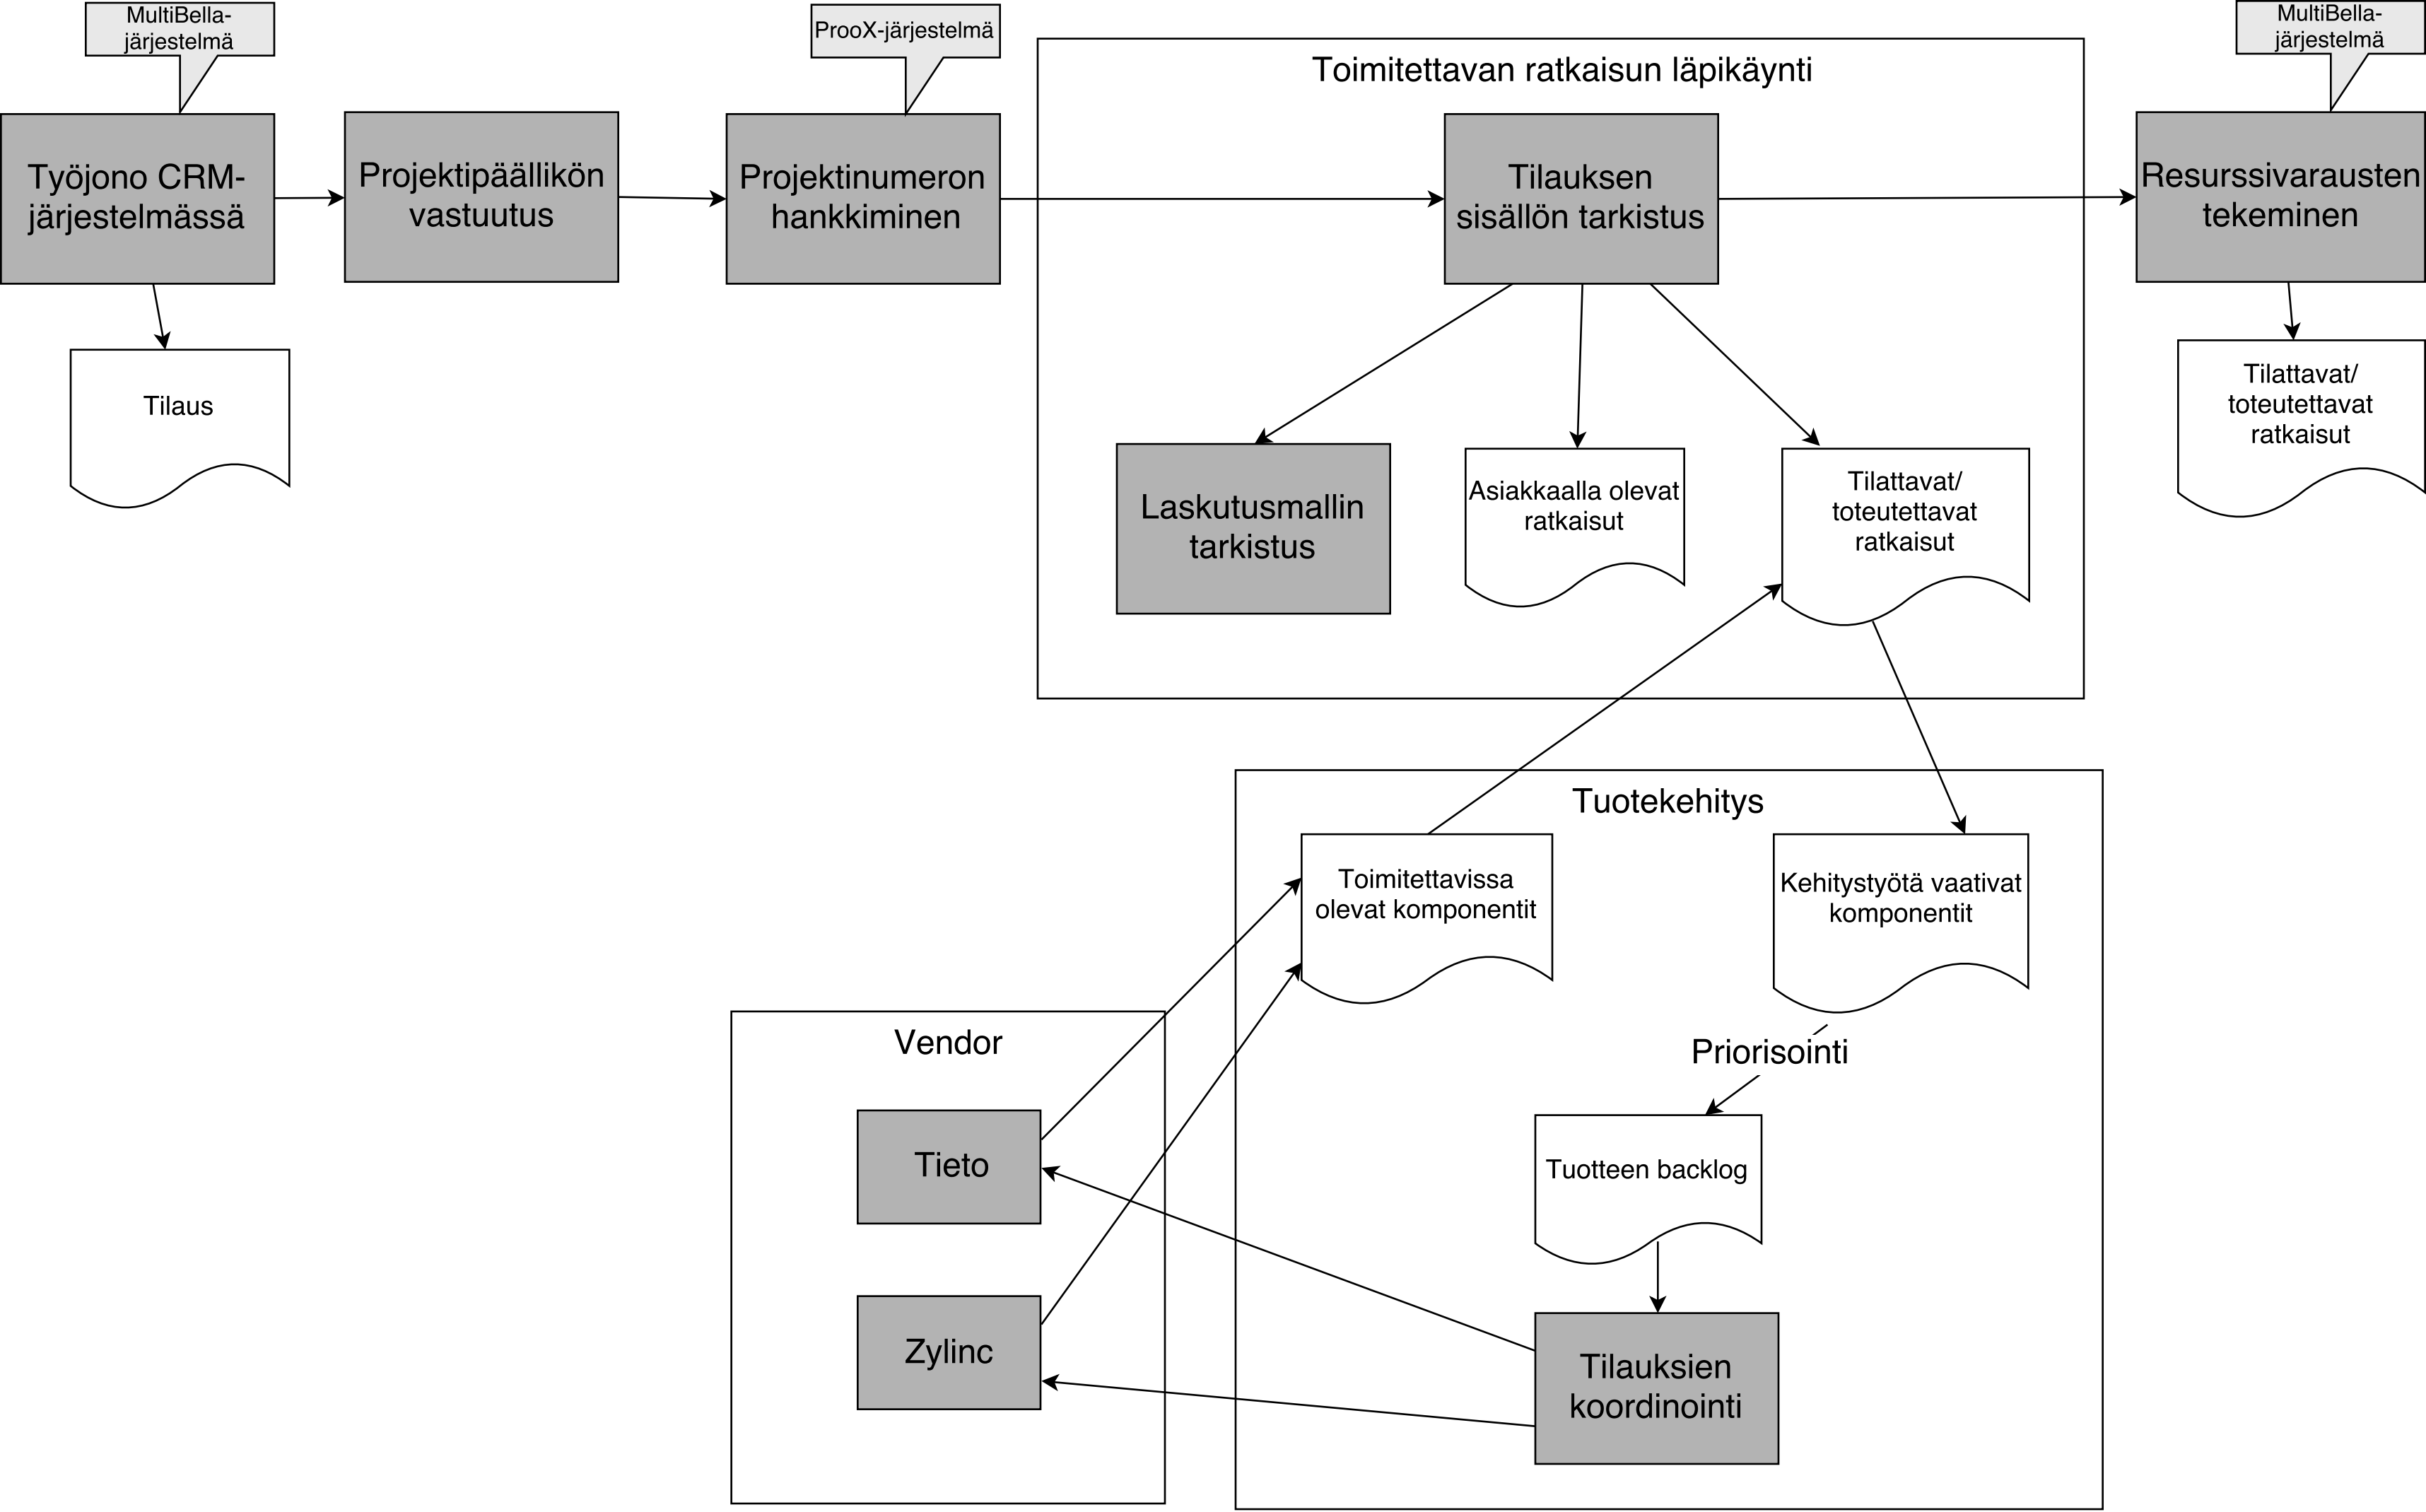 MultiBella-
järjestelmä
ProoX-järjestelmä
MultiBella-
järjestelmä
Toimitettavan ratkaisun läpikäynti
Työjono CRM-
järjestelmässä
Projektipäällikön
vastuutus
Projektinumeron
hankkiminen
Tilauksen
sisällön tarkistus
Resurssivarausten
tekeminen
Tilaus
Laskutusmallin
tarkistus
Asiakkaalla olevat
ratkaisut
Tilattavat/
toteutettavat
ratkaisut
Tilattavat/
toteutettavat
ratkaisut
Tuotekehitys
Toimitettavissa
olevat komponentit
Kehitystyötä vaativat
komponentit
Priorisointi
Vendor
Tieto
Tuotteen backlog
Zylinc
Tilauksien
koordinointi